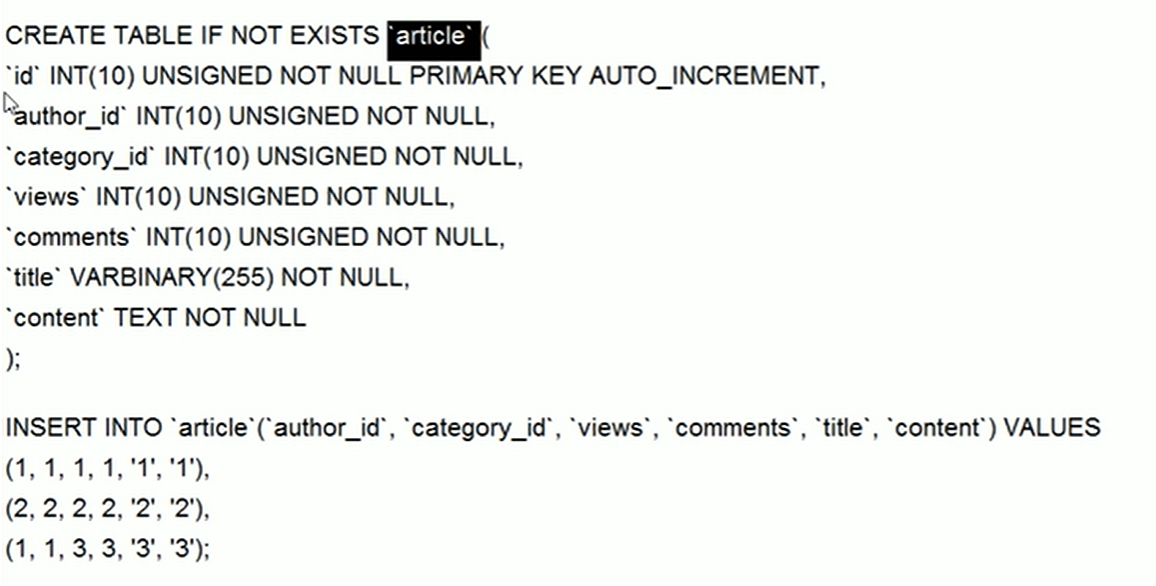 CREATE TABLE IF NOT EXISTS `article` (
`id` INT(10) UNSIGNED NOT NULL PRIMARY KEY AUTO_INCREMENT,
`author_id` INT(10) UNSIGNED NOT NULL,
`category_id` INT(10) UNSIGNED NOT NULL,
`views` INT(10) UNSIGNED NOT NULL,
`comments` INT(10) UNSIGNED NOT NULL,
`title` VARBINARY(255) NOT NULL,
`content` TEXT NOT NULL
);
INSERT INTO `article`(`author_id`, `category_id`, `views`, `comments`, `title`, `content`) VALUES
(1, 1, 1, 1, '1', '1'),
(2, 2, 2, 2, '2', '2'),
(1, 1, 3, 3, '3', '3');